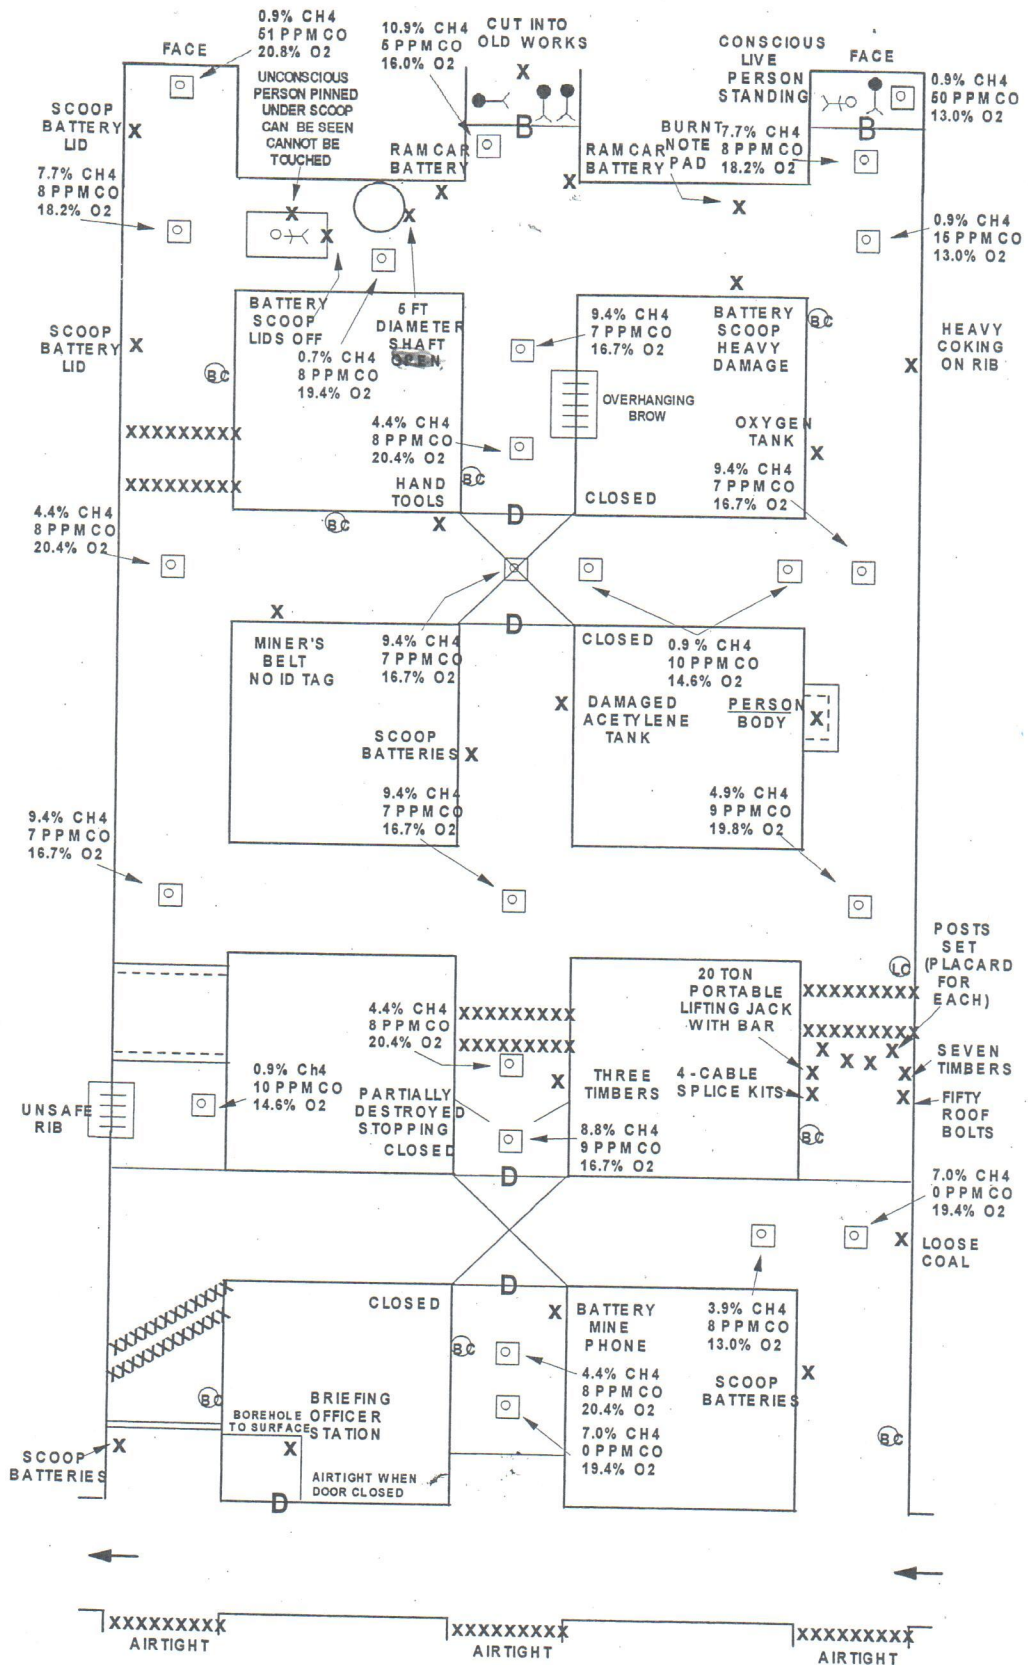 0.9% CH4
51 PPM CO
20.8% O2
10.9% CH4
5 PPM CO
16.0% O2
CUT INTO
OLD WORKS
CONSCIOUS
LIVE
PERSON
STANDING
FACE
FACE
0.9% CH4
50 PPM CO
13.0% O2
UNCONSCIOUS
PERSON PINNED
UNDER SCOOP
CAN BE SEEN
CANNOT BE
TOUCHED
SCOOP
BATTERY
LID
X
X
B
B
RAMCAR
BATTERY
X
RAMCAR
BATTERY
X
BURNT
NOTE
PAD
X
7.7% CH4
8 PPM CO
18.2% O2
7.7% CH4
8 PPM CO
18.2% O2
X
X
X
0.9% CH4
15 PPM CO
13.0% O2
BATTERY
SCOOP
LIDS OFF
5 FT
DIAMETER
SHAFT
OPEN
0.7% CH4
8 PPM CO
19.4% O2
9.4% CH4
7 PPM CO
16.7% O2
X
BATTERY
SCOOP
HEAVY
DAMAGE
BC
SCOOP
BATTERY
LID
X
BC
X
HEAVY
COKING
ON RIB
OVERHANGING
BROW
XXXXXXXXX
XXXXXXXXX
4.4% CH4
8 PPM CO
20.4% O2
OXYGEN
TANK
X
HAND
TOOLS
X
BC
BC
CLOSED
D
9.4% CH4
7 PPM CO
16.7% O2
4.4% CH4
8 PPM CO
20.4% O2
X
MINER'S
BELT
NO ID TAG
D
CLOSED
9.4% CH4
7 PPM CO
16.7% O2
0.9 % CH4
10 PPM CO
14.6% O2
X
DAMAGED
ACETYLENE
TANK
PERSON
BODY
X
SCOOP
BATTERIES
X
9.4% CH4
7 PPM CO
16.7% O2
9.4% CH4
7 PPM CO
16.7% O2
4.9% CH4
9 PPM CO
19.8% O2
POSTS
SET
(PLACARD
FOR
EACH)
LC
20 TON
PORTABLE
LIFTING JACK
WITH BAR
XXXXXXXXX
XXXXXXXXX
X X X X
4.4% CH4
8 PPM CO
20.4% O2
XXXXXXXXX
XXXXXXXXX
X
THREE
TIMBERS
X
4 - CABLE
SPLICE KITS
X
X
SEVEN
TIMBERS
X
FIFTY
ROOF
BOLTS
BC
UNSAFE
RIB
0.9% Ch4
10 PPM CO
14.6% O2
PARTIALLY
DESTROYED
STOPPING
CLOSED
8.8% CH4
9 PPM CO
16.7% O2
D
7.0% CH4
0 PPM CO
19.4% O2
X
LOOSE
COAL
D
CLOSED
XXXXXXXXXXXX
XXXXXXXXXXXX
X
BATTERY
MINE
PHONE
BC
3.9% CH4
8 PPM CO
13.0% O2
4.4% CH4
8 PPM CO
20.4% O2
SCOOP
BATTERIES
X
BC
BRIEFING
OFFICER
STATION
BOREHOLE
TO SURFACE
X
7.0% CH4
0 PPM CO
19.4% O2
BC
X
SCOOP
BATTERIES
AIRTIGHT WHEN
DOOR CLOSED
D
XXXXXXXXX
AIRTIGHT
XXXXXXXXX
AIRTIGHT
XXXXXXXXX
AIRTIGHT